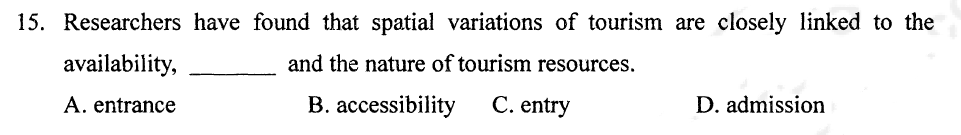 15. Researchers have found that spatial variations of tourism are closely linked to the
availability, ________ and the nature of tourism resources.
A. entrance B. accessibility C. entry D. admission